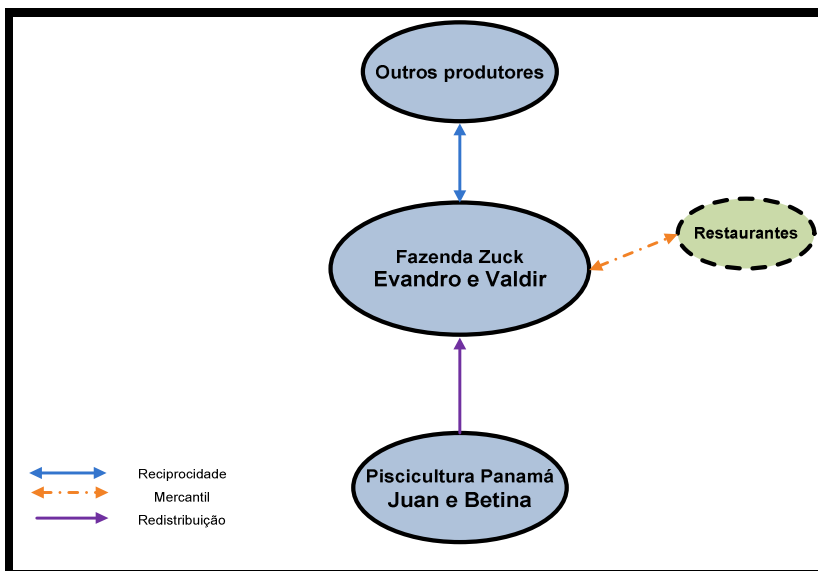 Outros produtores
Fazenda Zuck
Evandro e Valdir
Restaurantes
Piscicultura Panamá
Juan e Betina
Reciprocidade
Mercantil
Redistribuição